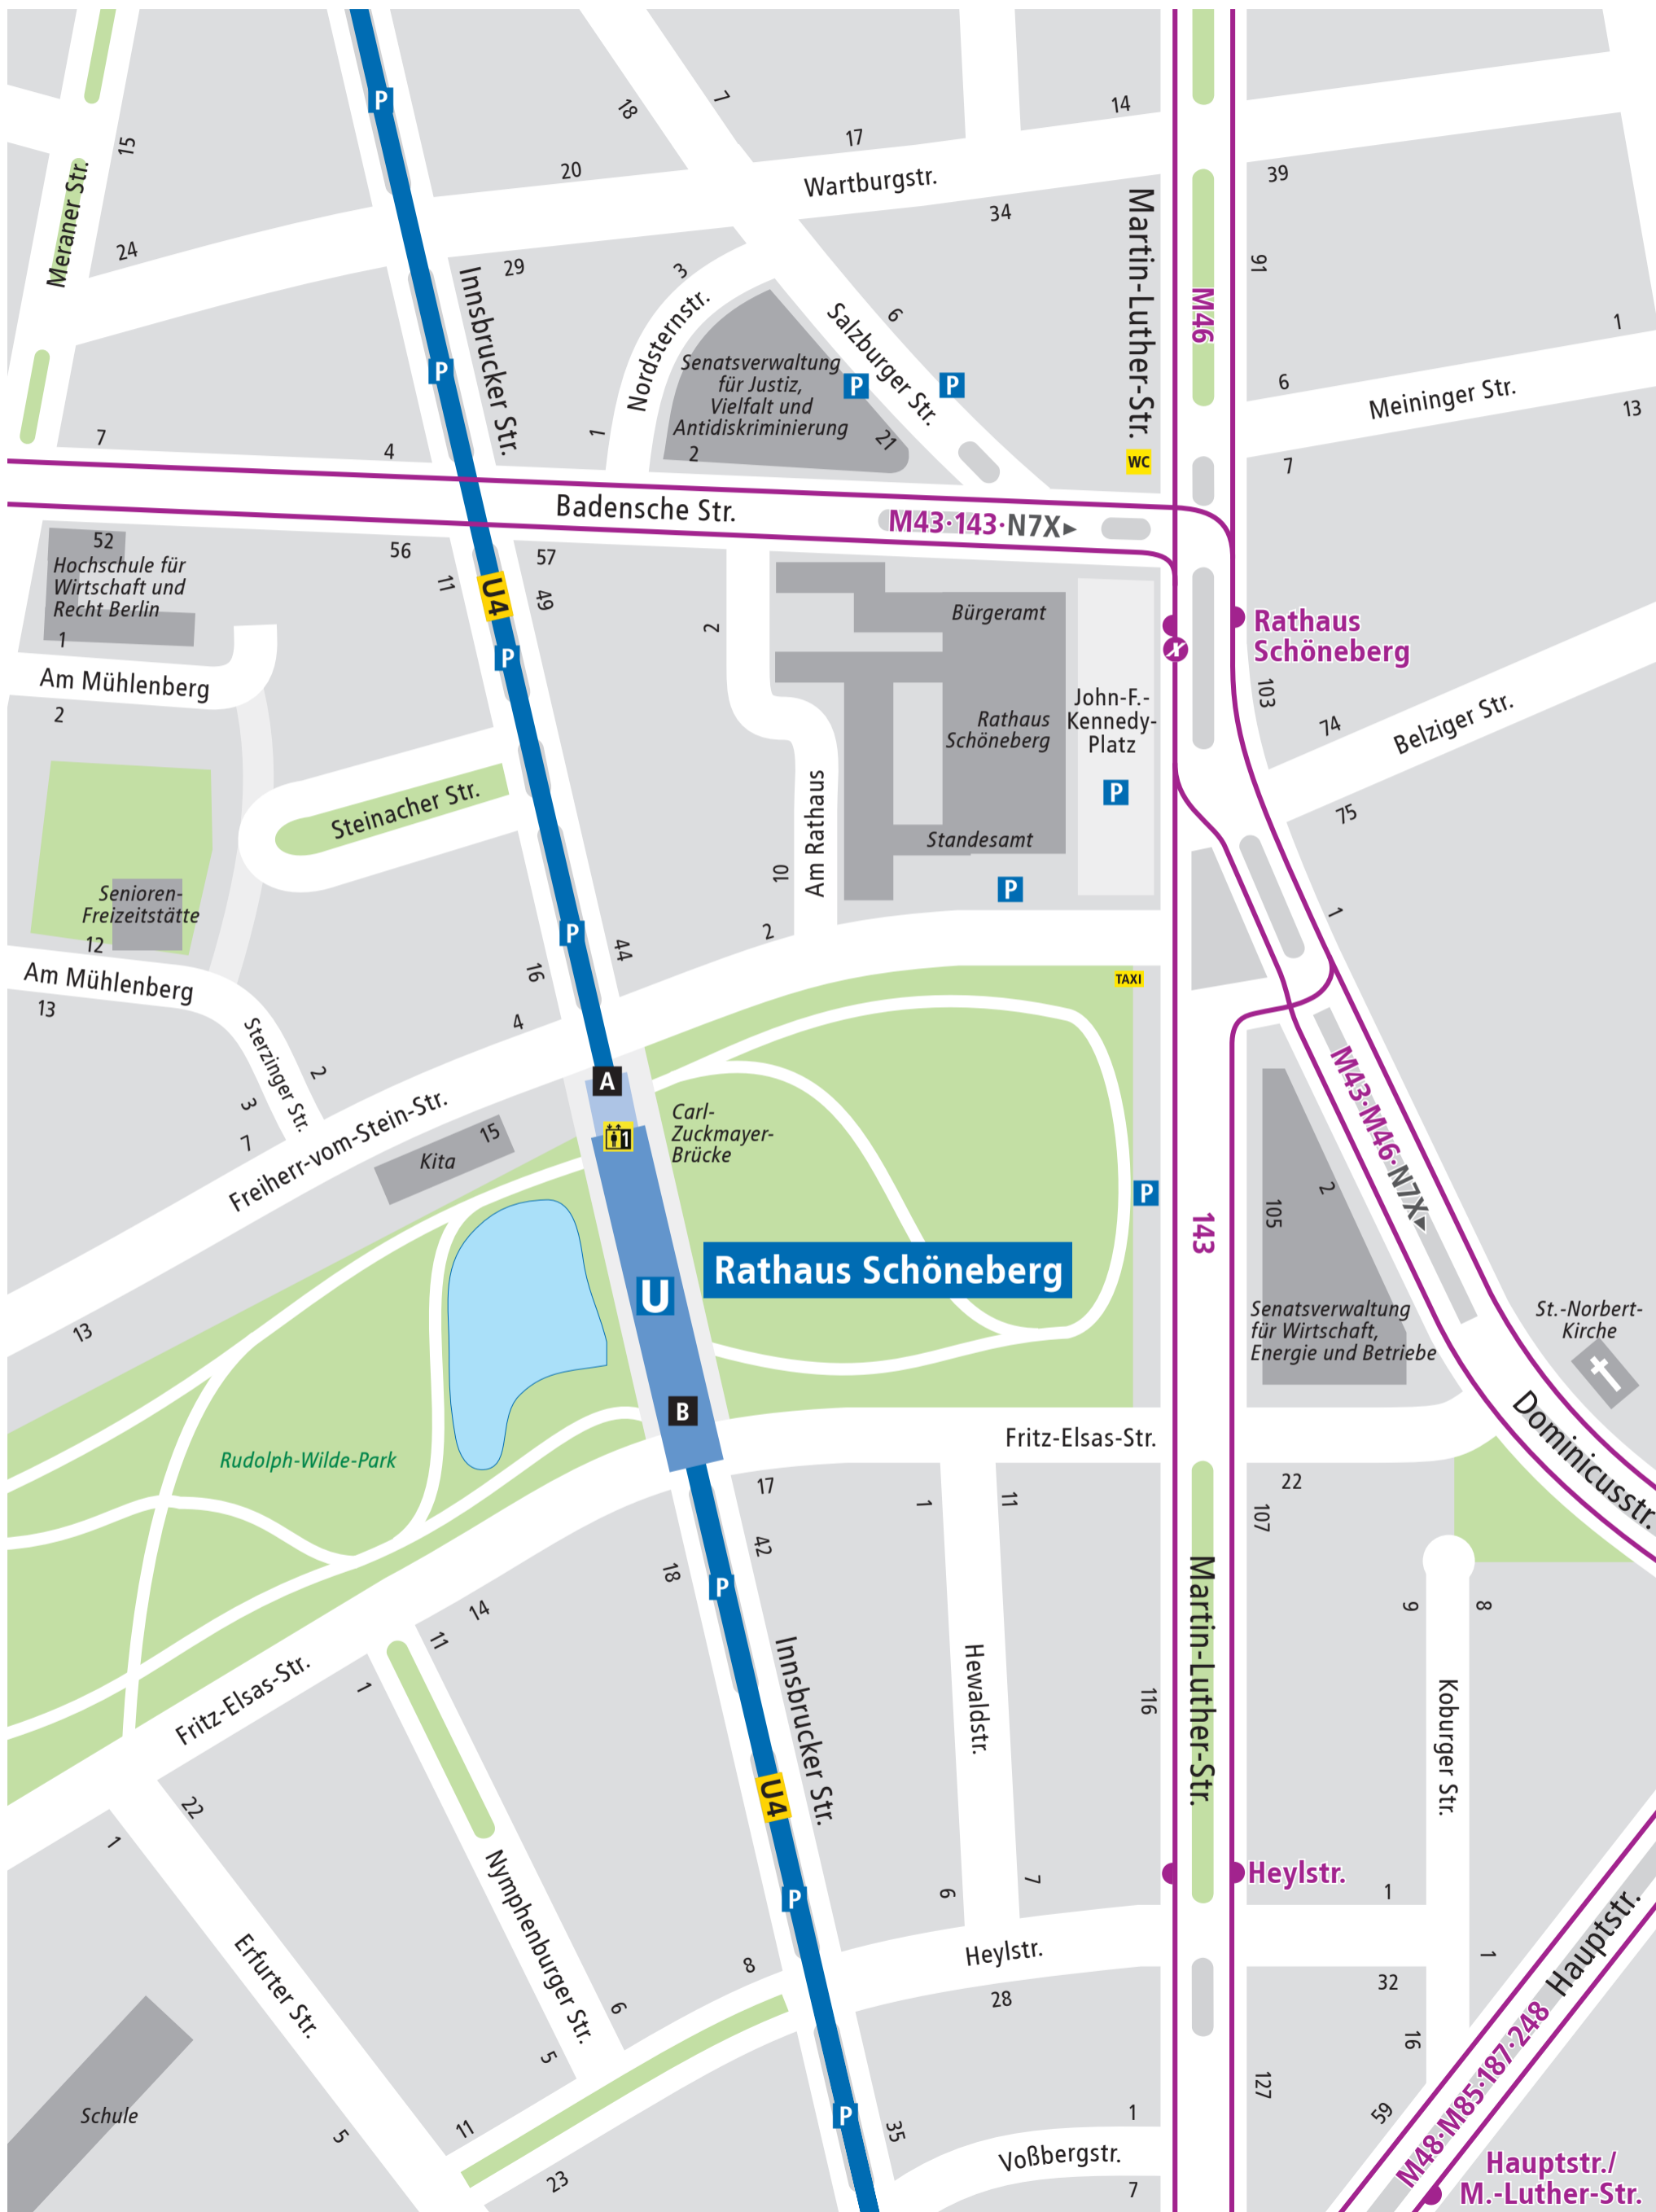 P
18
7
14
17
15
20
Wartburgstr.
39
34
Meraner Str.
24
29
3
91
Martin-Luther-Str.
M46
Innsbrucker Str.
Nordsternstr.
6
Salzburger Str.
1
Senatsverwaltung
für Justiz,
Vielfalt und
Antidiskriminierung
P
P
P
6
Meininger Str.
13
7
4
1
2
21
WC
7
Badensche Str.
M43·143·N7X
52
Hochschule für
Wirtschaft und
Recht Berlin
1
56
57
11
U4
49
2
Bürgeramt
Rathaus
Schöneberg
X
P
Am Mühlenberg
2
103
John-F.-
Kennedy-
Platz
Rathaus
Schöneberg
74
Belziger Str.
P
Steinacher Str.
75
Standesamt
10
Am Rathaus
P
Senioren-
Freizeitstätte
12
P
44
2
1
Am Mühlenberg
13
16
TAXI
4
Sterzinger Str.
2
3
7
A
1
M43·M46·N7X
Carl-
Zuckmayer-
Brücke
Freiherr-vom-Stein-Str.
15
Kita
P
105
2
143
Rathaus Schöneberg
U
13
Senatsverwaltung
für Wirtschaft,
Energie und Betriebe
St.-Norbert-
Kirche
B
Dominicusstr.
Fritz-Elsas-Str.
Rudolph-Wilde-Park
17
1
11
22
107
42
18
P
14
11
9
8
1
Fritz-Elsas-Str.
Innsbrucker Str.
Hewaldstr.
116
Martin-Luther-Str.
Koburger Str.
U4
22
1
Nymphenburger Str.
P
6
7
Heylstr.
1
Hauptstr.
Erfurter Str.
8
Heylstr.
1
6
28
32
16
5
M48·M85·187·248
Schule
11
P
35
1
127
59
5
Voßbergstr.
23
7
Hauptstr./
M.-Luther-Str.